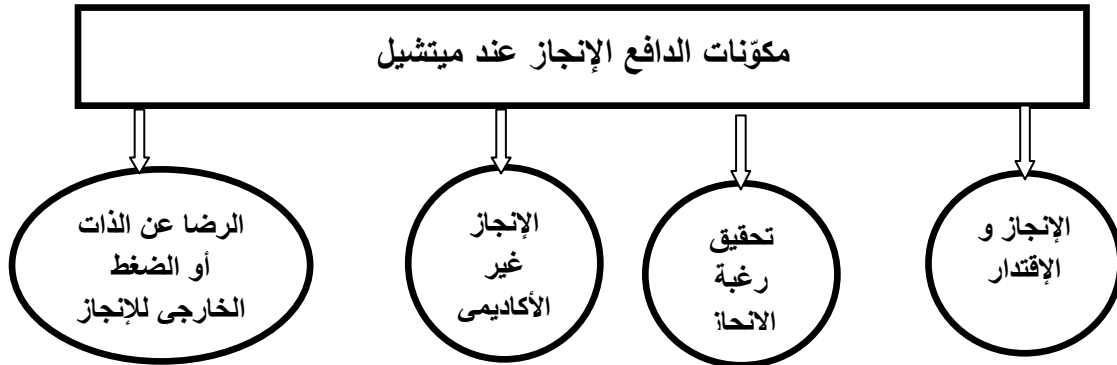 مكوّنات الدافع الإنجاز عند ميتشيل
الإنجاز و
الإقتدار
تحقيق
رغبة
الانجاز
الإنجاز
غير
الأكاديمى
الرضا عن الذات
أو الضغط
الخارجى للإنجاز